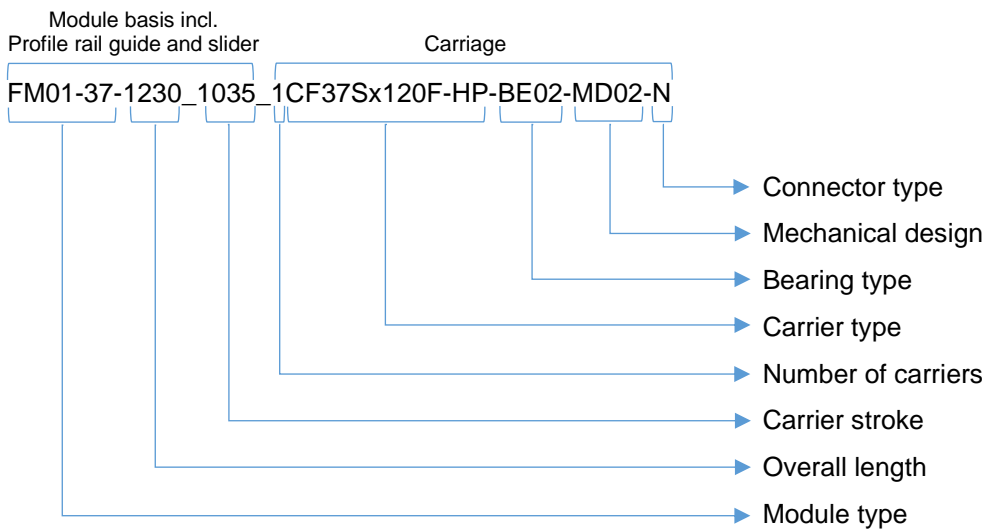 Module basis incl.
Profile rail guide and slider
Carriage
FM01-37-1230_1035_1CF37Sx120F-HP-BE02-MD02-N
Connector type
Mechanical design
Bearing type
Carrier type
Number of carriers
Carrier stroke
Overall length
Module type